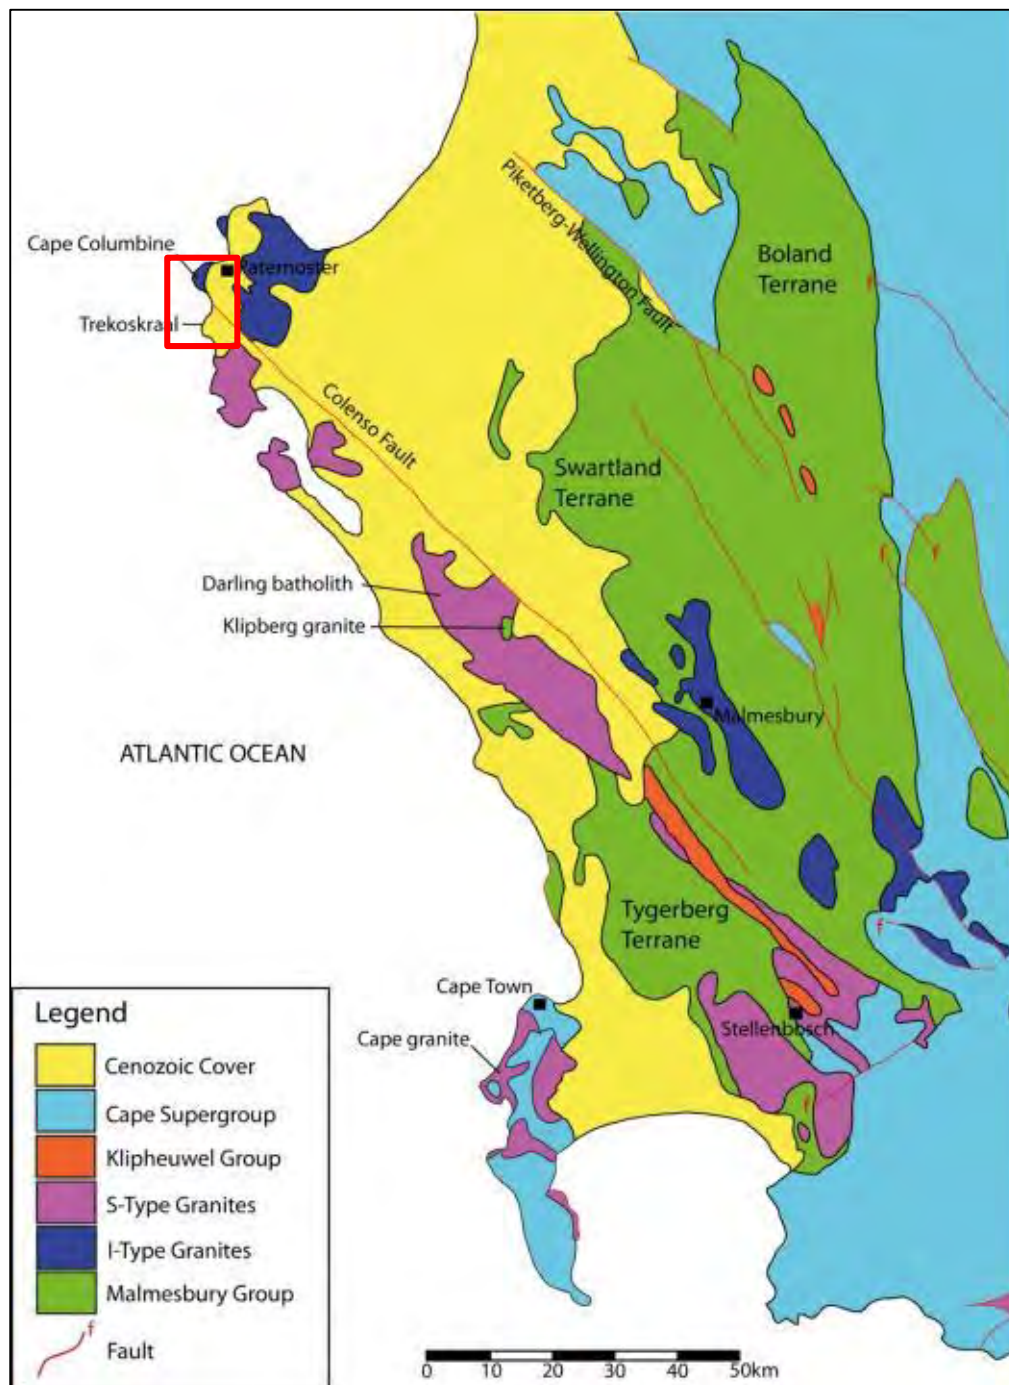 Piketberg-Wellington Fault
Boland
Terrane
f
Cape Columbine
Paternoster
Trekoskraal
Colenso Fault
Swartland
Terrane
f
f
Darling batholith
Klipberg granite
Malmesbury
ATLANTIC OCEAN
Tygerberg
Terrane
f
Cape Town
Stellenbosch
Cape granite
f
Legend
Cenozoic Cover
Cape Supergroup
Klipheuwel Group
S-Type Granites
I-Type Granites
Malmesbury Group
f
Fault
0 10 20 30 40 50km